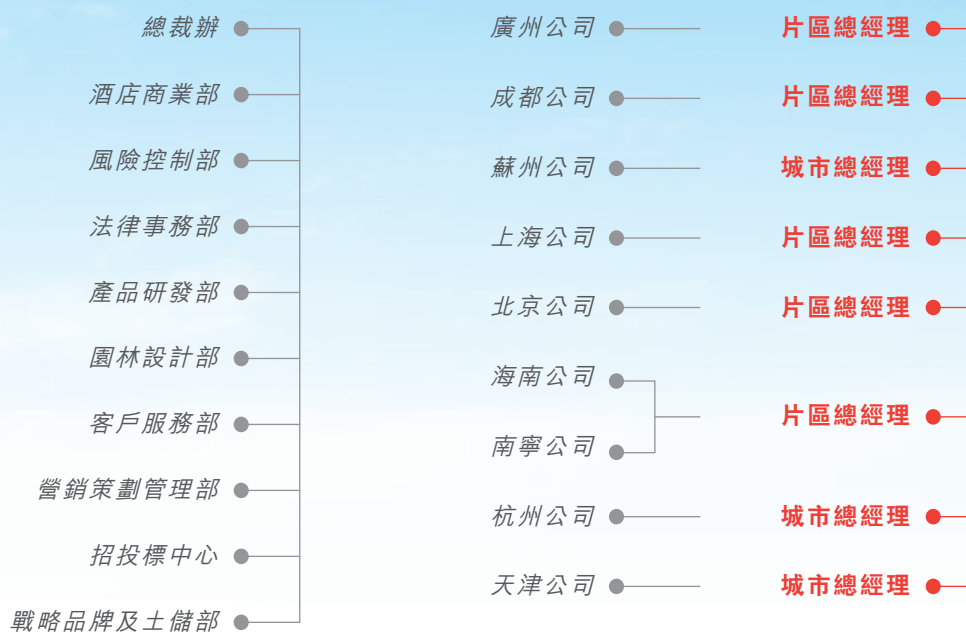 總裁辦
酒店商業部
風險控制部
法律事務部
產品研發部
園林設計部
客戶服務部
營銷策劃管理部
招投標中心
戰略品牌及土儲部
廣州公司 片區總經理
成都公司 片區總經理
蘇州公司 城市總經理
上海公司 片區總經理
北京公司 片區總經理
海南公司
南寧公司
片區總經理
杭州公司 城市總經理
天津公司 城市總經理